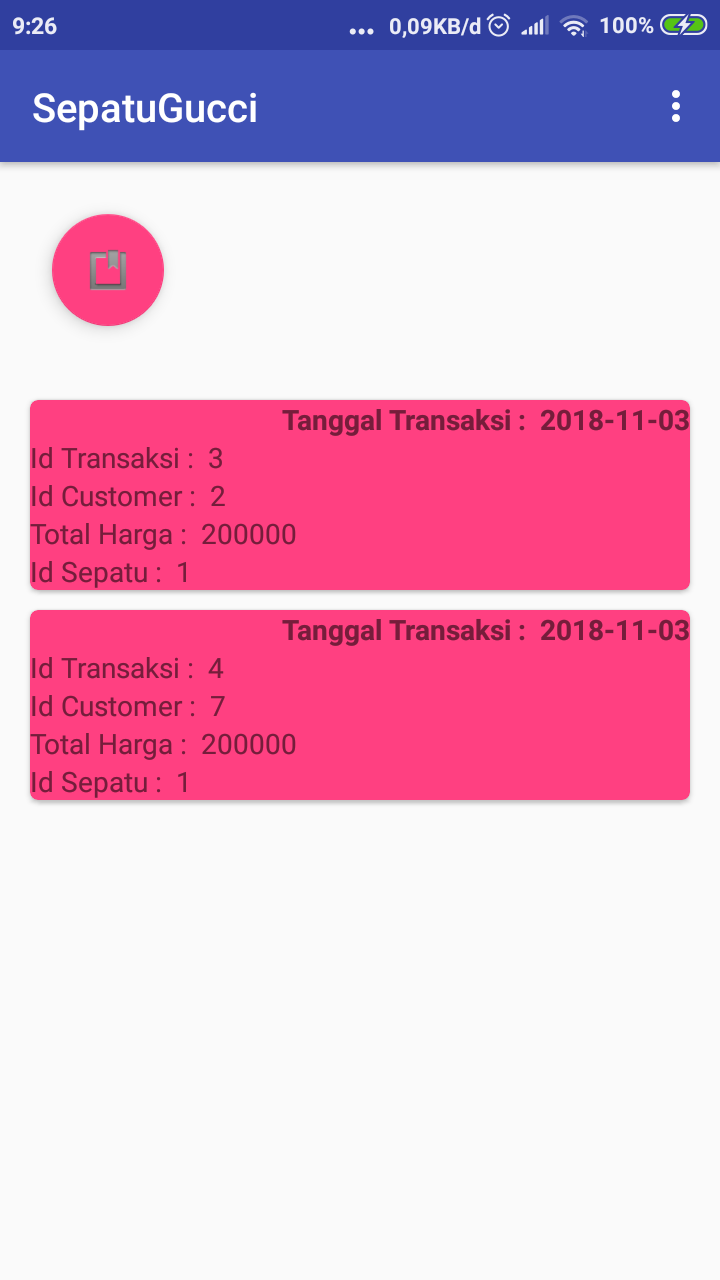 9:26 ... 0,09KB/d 100%
SepatuGucci
Tanggal Transaksi : 2018-11-03
Id Transaksi : 3
Id Customer : 2
Total Harga : 200000
Id Sepatu : 1
Tanggal Transaksi : 2018-11-03
Id Transaksi : 4
Id Customer : 7
Total Harga : 200000
Id Sepatu : 1